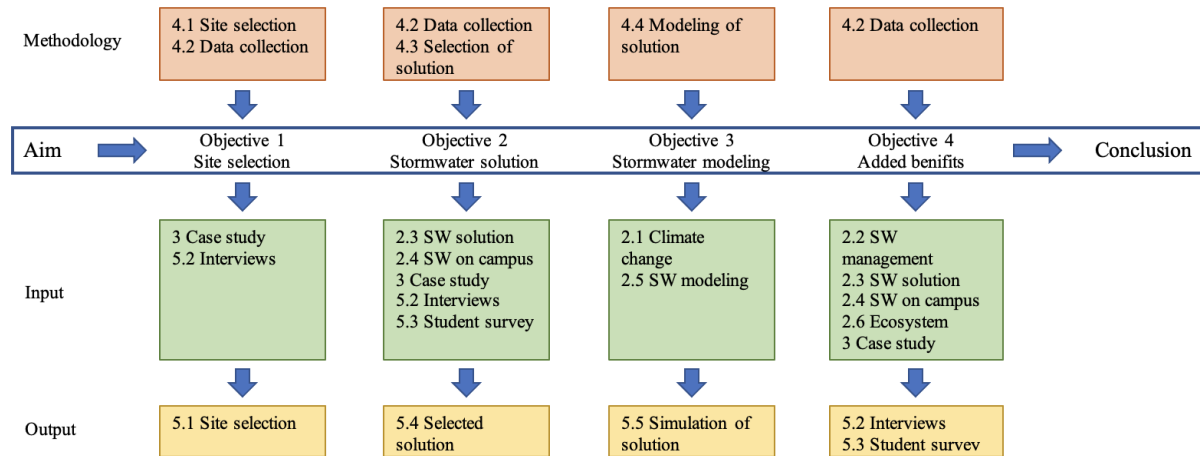 Methodology
4.1 Site selection
4.2 Data collection
4.2 Data collection
4.3 Selection of
solution
4.4 Modeling of
solution
4.2 Data collection
Aim
Objective 1
Site selection
Objective 2
Stormwater solution
Objective 3
Stormwater modeling
Objective 4
Added benifits
Conclusion
Input
3 Case study
5.2 Interviews
2.3 SW solution
2.4 SW on campus
3 Case study
5.2 Interviews
5.3 Student survey
2.1 Climate
change
2.5 SW modeling
2.2 SW
management
2.3 SW solution
2.4 SW on campus
2.6 Ecosystem
3 Case study
Output
5.1 Site selection
5.4 Selected
solution
5.5 Simulation of
solution
5.2 Interviews
5.3 Student survey